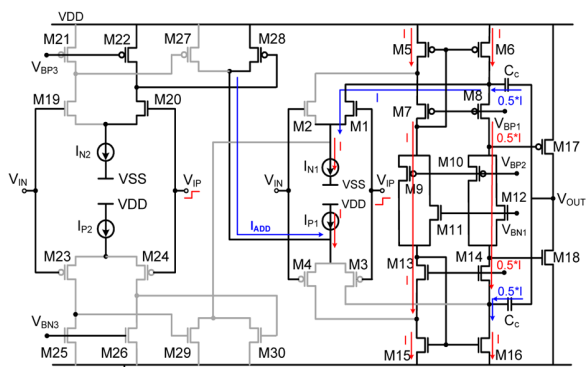 VDD
M21 M22 M27 M28 M5 M6
VBP3
I I
Cc
M19 M20 M2 M1 I M7 M8 0.5*I
VBP1
M17
I 0.5*I
IN2 IN1 M10 VBP2
VIN VSS VIP VIN VSS VIP M9 M12 VOUT
VDD VDD
IP2 IADD IP1 I M11 VBN1 M18
M23 M24 M4 M3 M13 M14
I 0.5*I
0.5*I
VBN3 Cc
I I
M25 M26 M29 M30 M15 M16